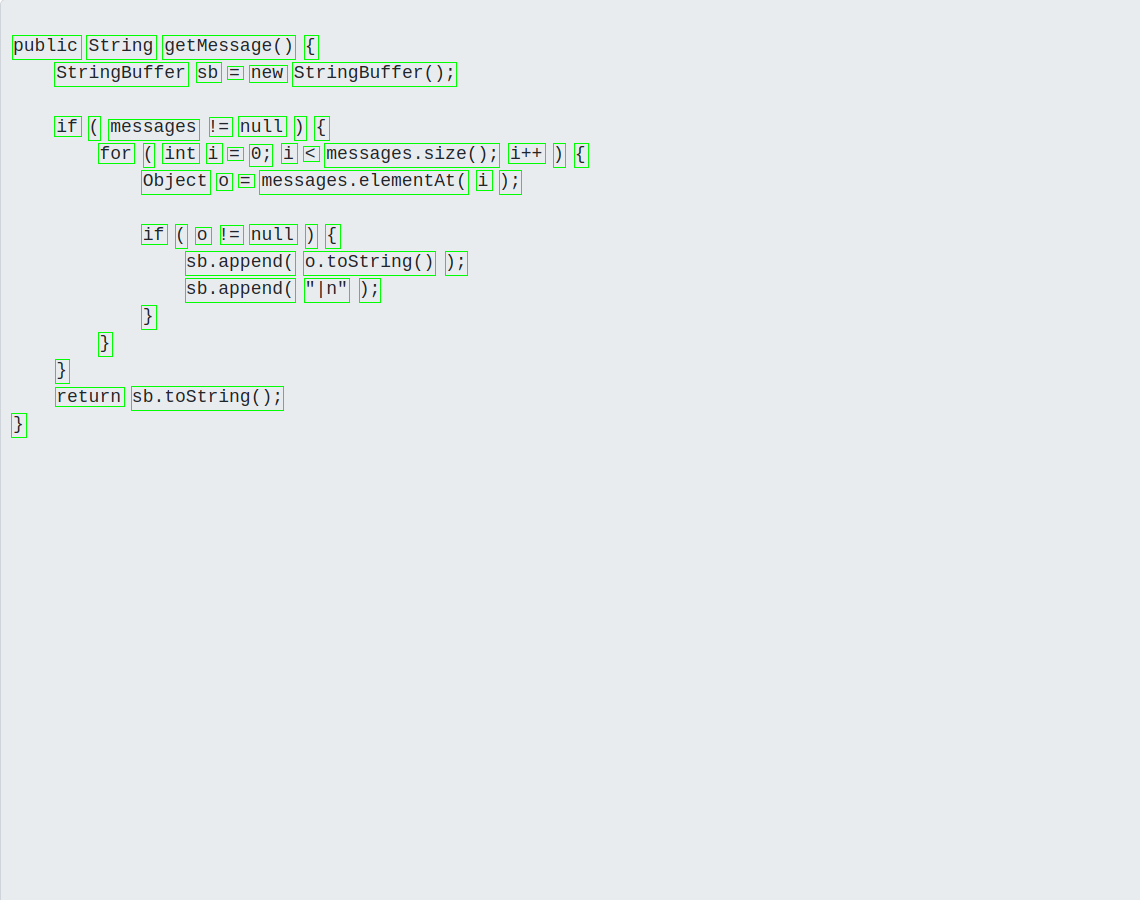 public String getMessage() {
    StringBuffer sb = new StringBuffer();
    if ( messages != null ) {
        for ( int i = 0; i < messages.size(); i++ ) {
            Object o = messages.elementAt( i );
            if ( o != null ) {
                sb.append( o.toString() );
                sb.append( "|n" );
            }
        }
    }
    return sb.toString();
}